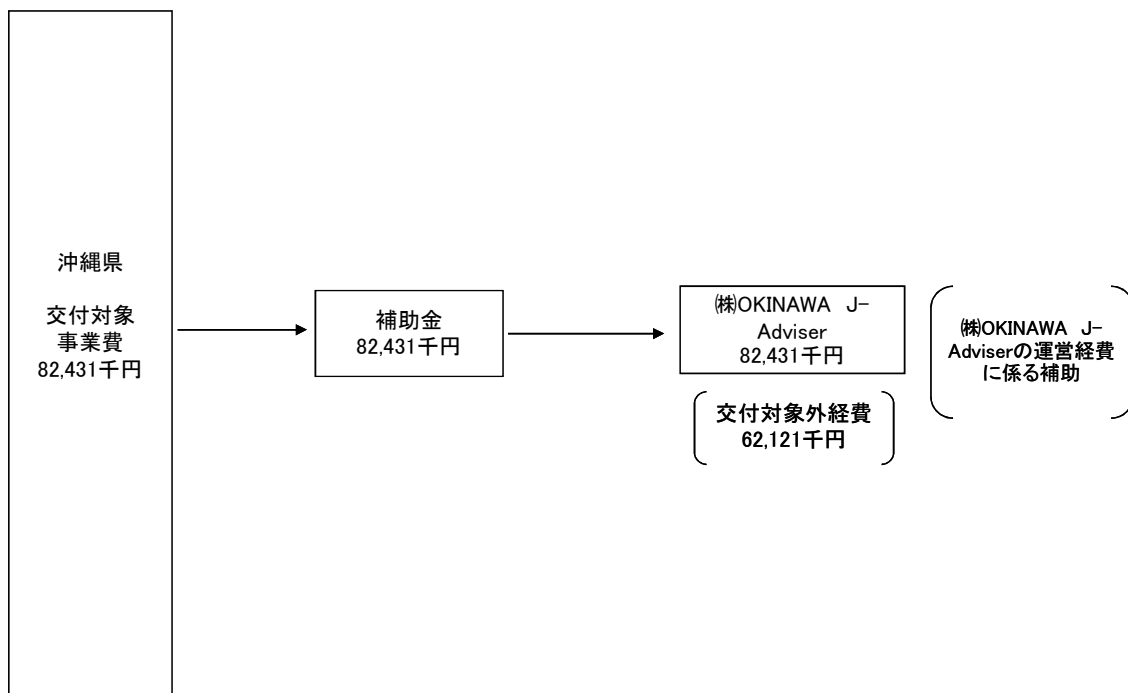 沖縄県
交付対象
事業費
82,431千円
補助金
82,431千円
㈱OKINAWA J-
Adviser
82,431千円
交付対象外経費
62,121千円
㈱OKINAWA J-
Adviserの運営経費
に係る補助